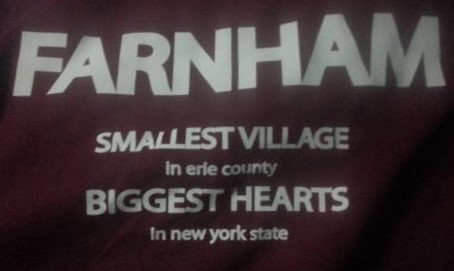 FARNHAM
SMALLEST VILLAGE
in erie county
BIGGEST HEARTS
in new york state